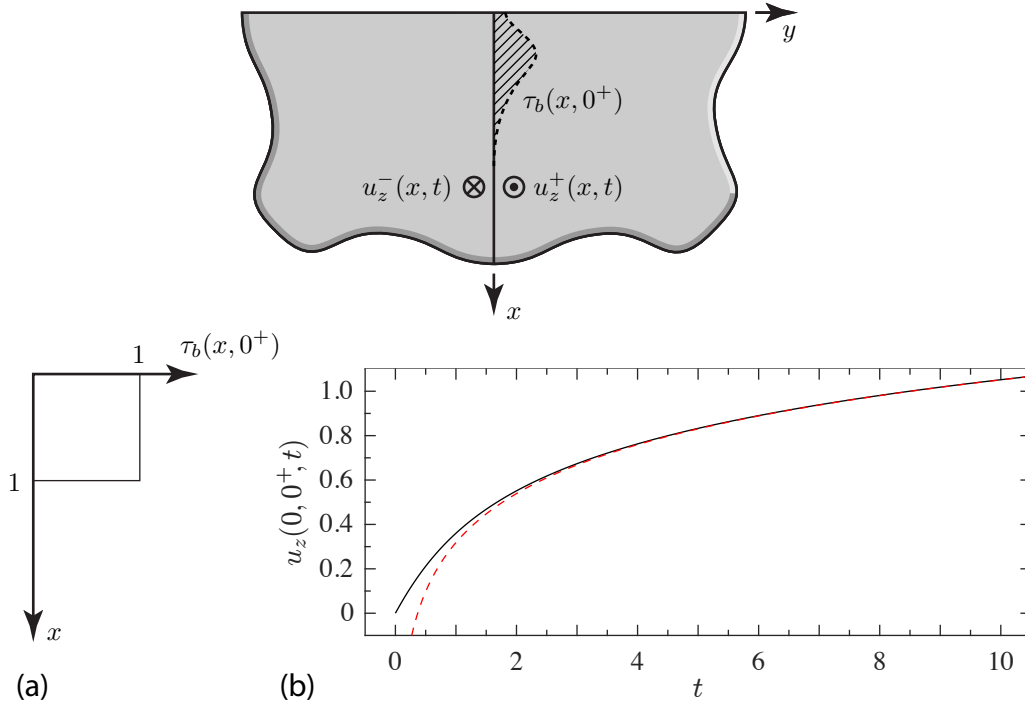 y
τ_b(x, 0⁺)
u_z⁻(x, t) u_z⁺(x, t)
x
τ_b(x, 0⁺)
1
1
x
(a)
u_z(0, 0⁺, t)
1.0
0.8
0.6
0.4
0.2
0
0 2 4 6 8 10
t
(b)